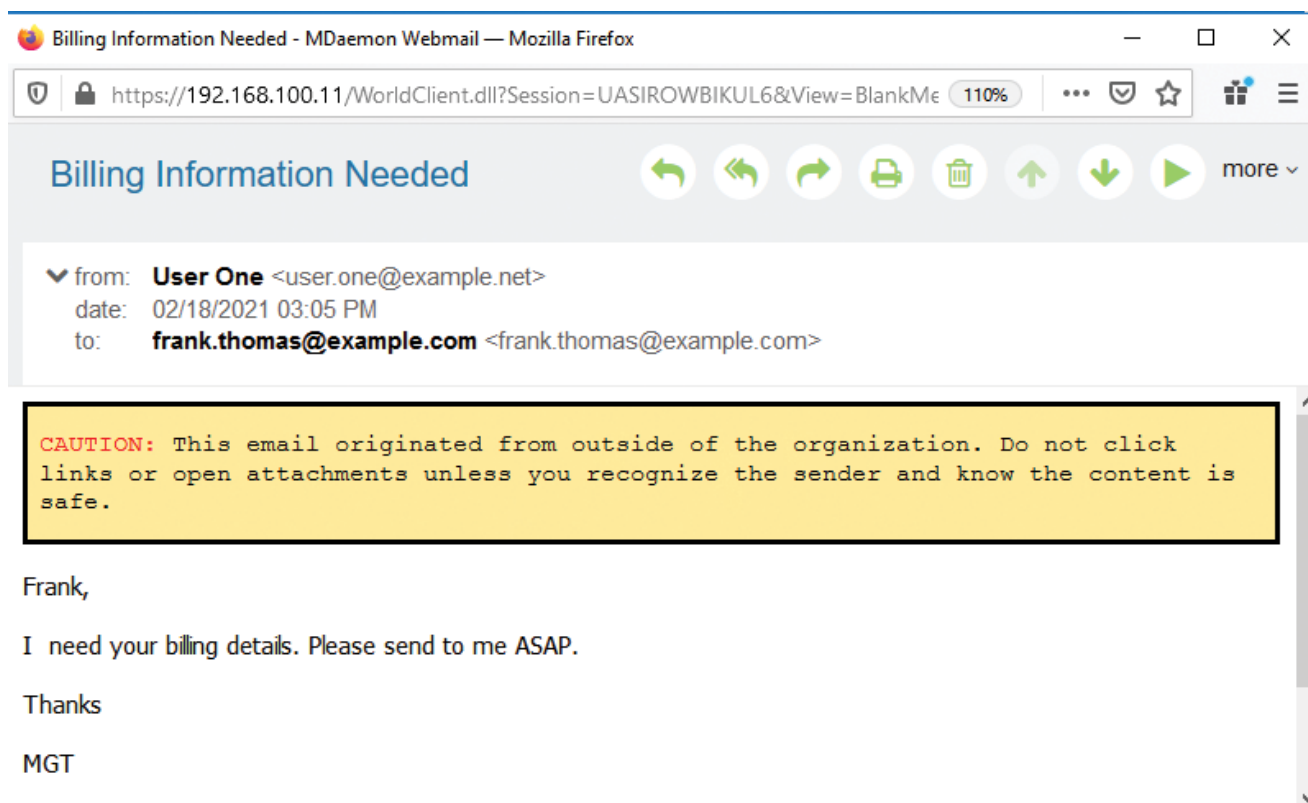 Billing Information Needed - MDaemon Webmail — Mozilla Firefox
https://192.168.100.11/WorldClient.dll?Session=UASIROWBIKUL6&View=BlankMe 110%
Billing Information Needed more
from: User One <user.one@example.net>
date: 02/18/2021 03:05 PM
to: frank.thomas@example.com <frank.thomas@example.com>
CAUTION: This email originated from outside of the organization. Do not click
links or open attachments unless you recognize the sender and know the content is
safe.
Frank,
I need your billing details. Please send to me ASAP.
Thanks
MGT